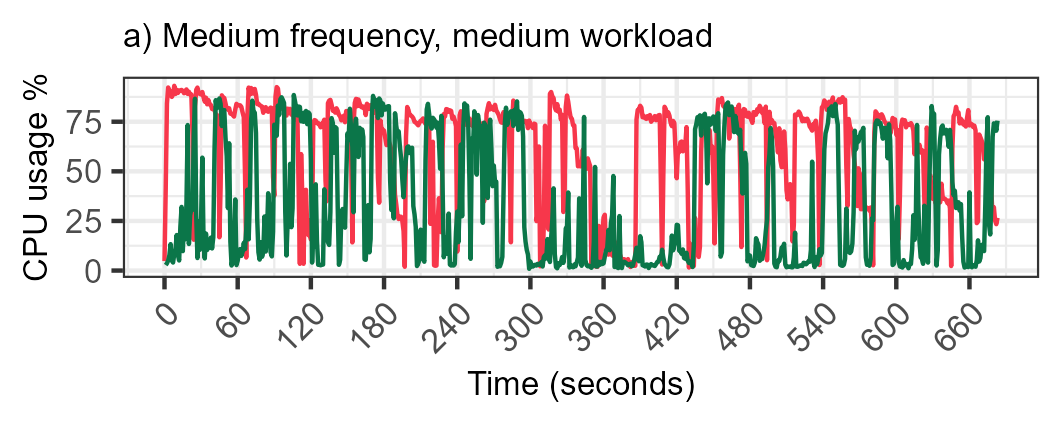 a) Medium frequency, medium workload
CPU usage %
75
50
25
0
0 60 120 180 240 300 360 420 480 540 600 660
Time (seconds)